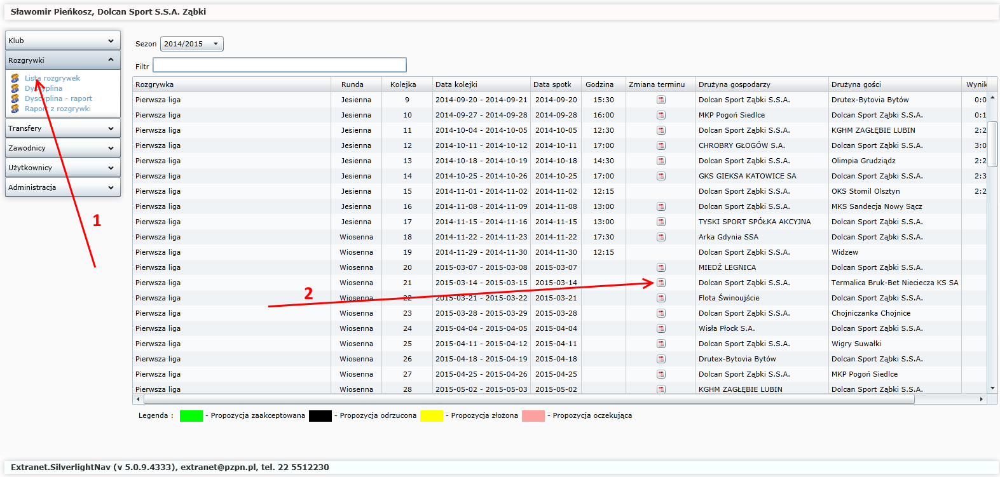 Sławomir Pieńkosz, Dolcan Sport S.S.A. Ząbki
Klub
Rozgrywki
Lista rozgrywek
Dyscyplina
Dyscyplina - raport
Raport z rozgrywki
Transfery
Zawodnicy
Użytkownicy
Administracja
1
Sezon 2014/2015
Filtr
Rozgrywka Runda Kolejka Data kolejki Data spotk Godzina Zmiana terminu Drużyna gospodarzy Drużyna gości Wynik
Pierwsza liga Jesienna 9 2014-09-20 - 2014-09-21 2014-09-20 15:30 Dolcan Sport Ząbki S.S.A. Drutex-Bytovia Bytów 0:0
Pierwsza liga Jesienna 10 2014-09-27 - 2014-09-28 2014-09-28 16:00 MKP Pogoń Siedlce Dolcan Sport Ząbki S.S.A. 0:1
Pierwsza liga Jesienna 11 2014-10-04 - 2014-10-05 2014-10-05 12:30 Dolcan Sport Ząbki S.S.A. KGHM ZAGŁĘBIE LUBIN 2:2
Pierwsza liga Jesienna 12 2014-10-11 - 2014-10-12 2014-10-11 17:00 CHROBRY GŁOGÓW S.A. Dolcan Sport Ząbki S.S.A. 3:0
Pierwsza liga Jesienna 13 2014-10-18 - 2014-10-19 2014-10-18 14:30 Dolcan Sport Ząbki S.S.A. Olimpia Grudziądz 2:2
Pierwsza liga Jesienna 14 2014-10-25 - 2014-10-26 2014-10-25 17:00 GKS GIEKSA KATOWICE SA Dolcan Sport Ząbki S.S.A. 2:3
Pierwsza liga Jesienna 15 2014-11-01 - 2014-11-02 2014-11-02 12:15 Dolcan Sport Ząbki S.S.A. OKS Stomil Olsztyn 2:2
Pierwsza liga Jesienna 16 2014-11-08 - 2014-11-09 2014-11-08 13:00 Dolcan Sport Ząbki S.S.A. MKS Sandecja Nowy Sącz
Pierwsza liga Jesienna 17 2014-11-15 - 2014-11-16 2014-11-15 13:00 TYSKI SPORT SPÓŁKA AKCYJNA Dolcan Sport Ząbki S.S.A.
Pierwsza liga Wiosenna 18 2014-11-22 - 2014-11-23 2014-11-22 17:30 Arka Gdynia SSA Dolcan Sport Ząbki S.S.A.
Pierwsza liga Wiosenna 19 2014-11-29 - 2014-11-30 2014-11-30 12:15 Dolcan Sport Ząbki S.S.A. Widzew
Pierwsza liga Wiosenna 20 2015-03-07 - 2015-03-08 2015-03-07 MIEDŹ LEGNICA Dolcan Sport Ząbki S.S.A.
Pierwsza liga Wiosenna 21 2015-03-14 - 2015-03-15 2015-03-14 Dolcan Sport Ząbki S.S.A. Termalica Bruk-Bet Nieciecza KS SA
2
Pierwsza liga Wiosenna 22 2015-03-21 - 2015-03-22 2015-03-21 Flota Świnoujście Dolcan Sport Ząbki S.S.A.
Pierwsza liga Wiosenna 23 2015-03-28 - 2015-03-29 2015-03-28 Dolcan Sport Ząbki S.S.A. Chojniczanka Chojnice
Pierwsza liga Wiosenna 24 2015-04-04 - 2015-04-05 2015-04-04 Wisła Płock S.A. Dolcan Sport Ząbki S.S.A.
Pierwsza liga Wiosenna 25 2015-04-11 - 2015-04-12 2015-04-11 Dolcan Sport Ząbki S.S.A. Wigry Suwałki
Pierwsza liga Wiosenna 26 2015-04-18 - 2015-04-19 2015-04-18 Drutex-Bytovia Bytów Dolcan Sport Ząbki S.S.A.
Pierwsza liga Wiosenna 27 2015-04-25 - 2015-04-26 2015-04-25 Dolcan Sport Ząbki S.S.A. MKP Pogoń Siedlce
Pierwsza liga Wiosenna 28 2015-05-02 - 2015-05-03 2015-05-02 KGHM ZAGŁĘBIE LUBIN Dolcan Sport Ząbki S.S.A.
Legenda : - Propozycja zaakceptowana - Propozycja odrzucona - Propozycja złożona - Propozycja oczekująca
Extranet.SilverlightNav (v 5.0.9.4333), extranet@pzpn.pl, tel. 22 5512230